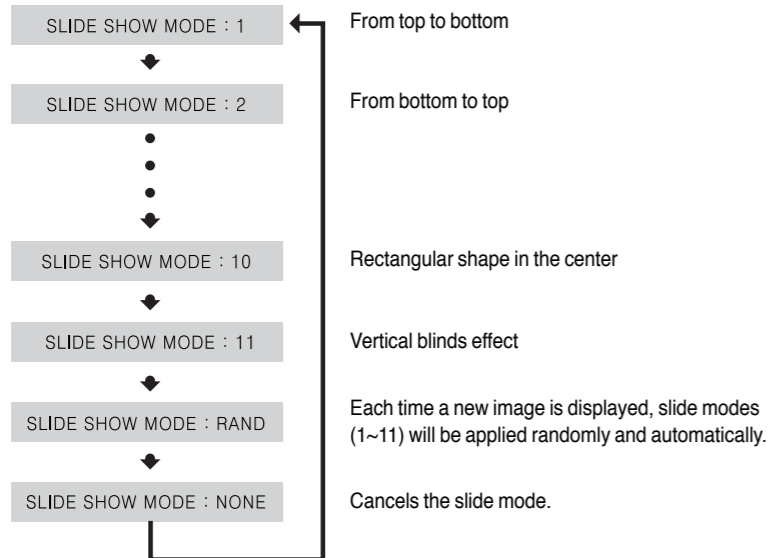 SLIDE SHOW MODE : 1
From top to bottom
SLIDE SHOW MODE : 2
From bottom to top
SLIDE SHOW MODE : 10
Rectangular shape in the center
SLIDE SHOW MODE : 11
Vertical blinds effect
SLIDE SHOW MODE : RAND
Each time a new image is displayed, slide modes
(1~11) will be applied randomly and automatically.
SLIDE SHOW MODE : NONE
Cancels the slide mode.